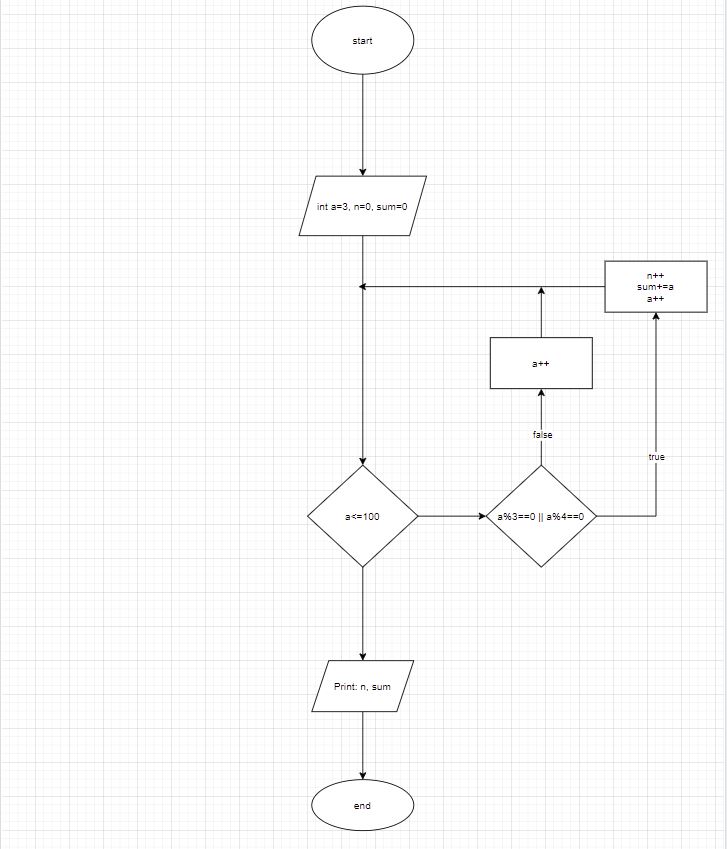 start
int a=3, n=0, sum=0
n++
sum+=a
a++
a++
false
true
a<=100
a%3==0 || a%4==0
Print: n, sum
end